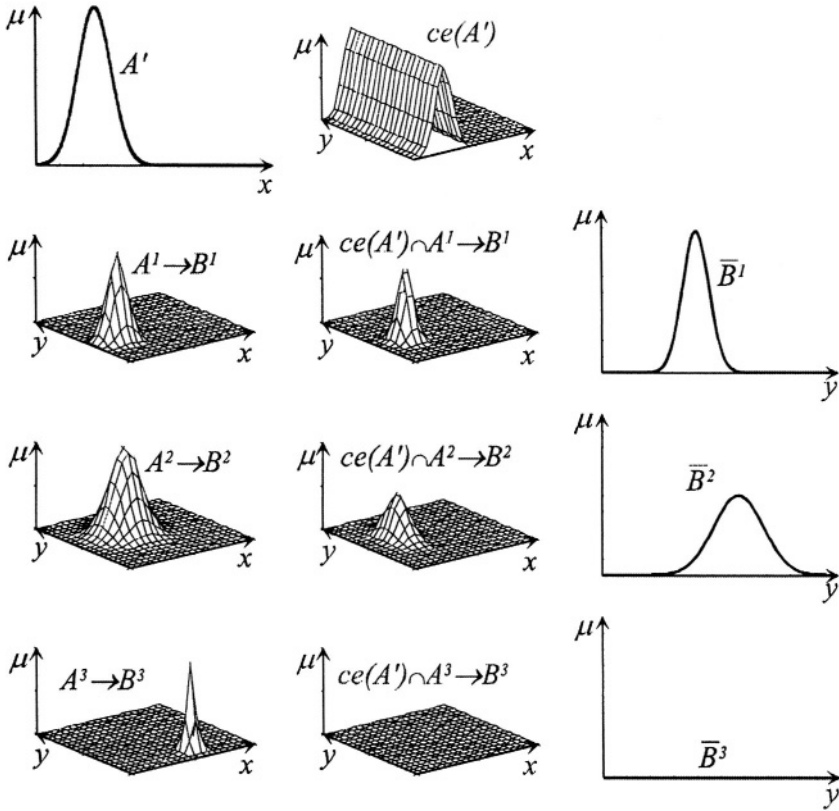 μ A' x
μ ce(A') y x
μ A¹→B¹ y x
μ ce(A')∩A¹→B¹ y x
μ B̅¹ y
μ A²→B² y x
μ ce(A')∩A²→B² y x
μ B̅² y
μ A³→B³ y x
μ ce(A')∩A³→B³ y x
μ B̅³ y